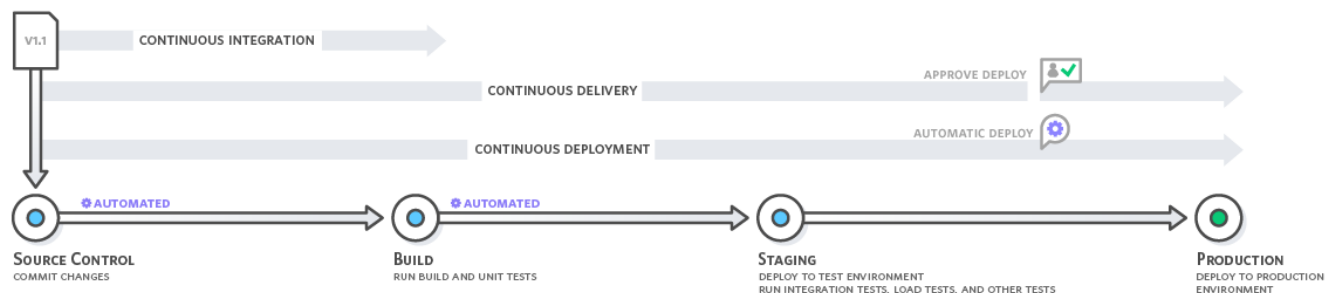 V1.1
CONTINUOUS INTEGRATION
APPROVE DEPLOY
CONTINUOUS DELIVERY
AUTOMATIC DEPLOY
CONTINUOUS DEPLOYMENT
AUTOMATED
AUTOMATED
SOURCE CONTROL
COMMIT CHANGES
BUILD
RUN BUILD AND UNIT TESTS
STAGING
DEPLOY TO TEST ENVIRONMENT
RUN INTEGRATION TESTS, LOAD TESTS, AND OTHER TESTS
PRODUCTION
DEPLOY TO PRODUCTION
ENVIRONMENT